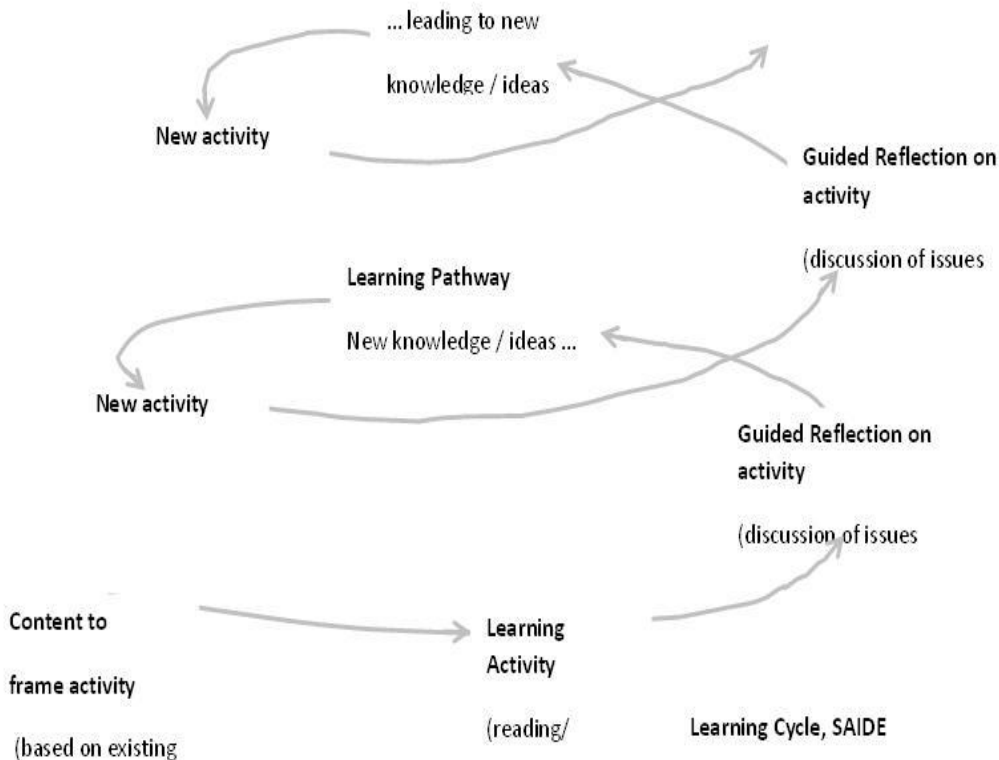 ... leading to new
knowledge / ideas
New activity
Guided Reflection on
activity
(discussion of issues
Learning Pathway
New knowledge / ideas ...
New activity
Guided Reflection on
activity
(discussion of issues
Content to
frame activity
(based on existing
Learning
Activity
(reading/
Learning Cycle, SAIDE